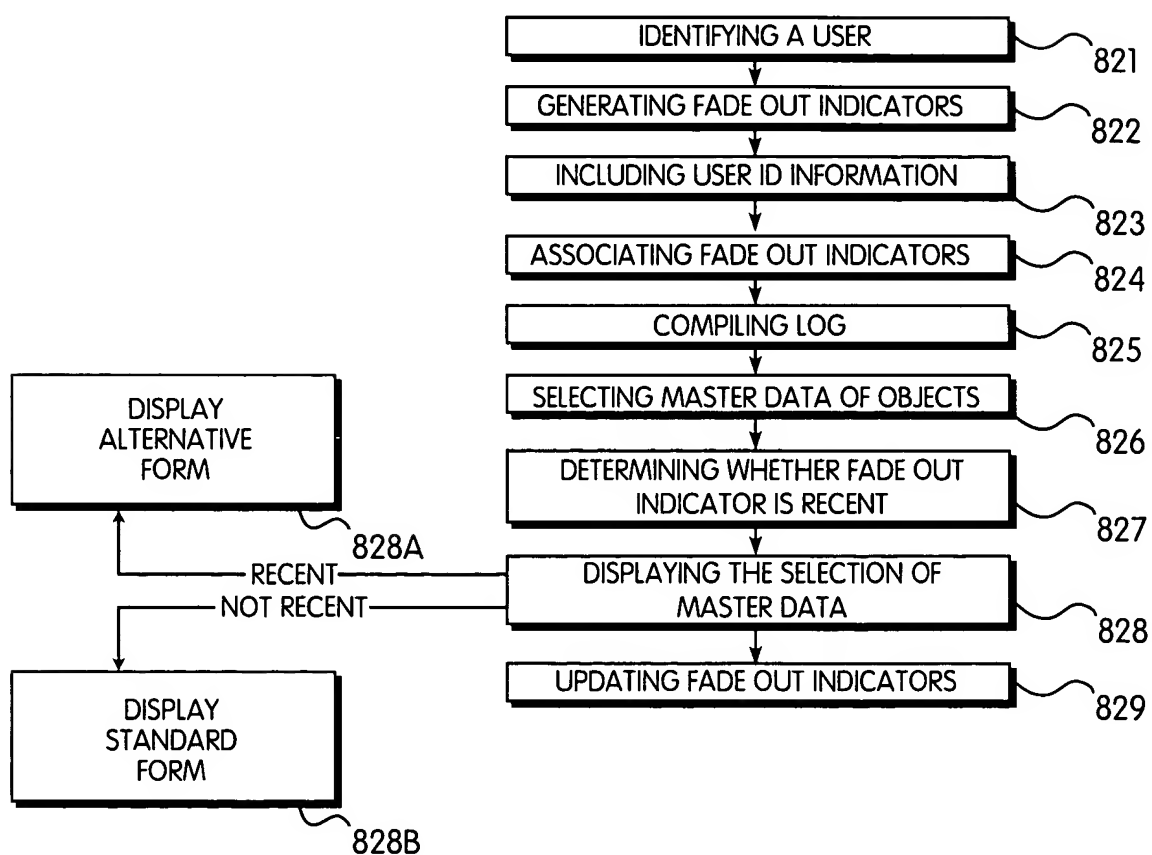 IDENTIFYING A USER
821
GENERATING FADE OUT INDICATORS
822
INCLUDING USER ID INFORMATION
823
ASSOCIATING FADE OUT INDICATORS
824
COMPILING LOG
825
SELECTING MASTER DATA OF OBJECTS
826
DETERMINING WHETHER FADE OUT
INDICATOR IS RECENT
827
DISPLAYING THE SELECTION OF
MASTER DATA
828
RECENT
NOT RECENT
DISPLAY
ALTERNATIVE
FORM
828A
DISPLAY
STANDARD
FORM
828B
UPDATING FADE OUT INDICATORS
829